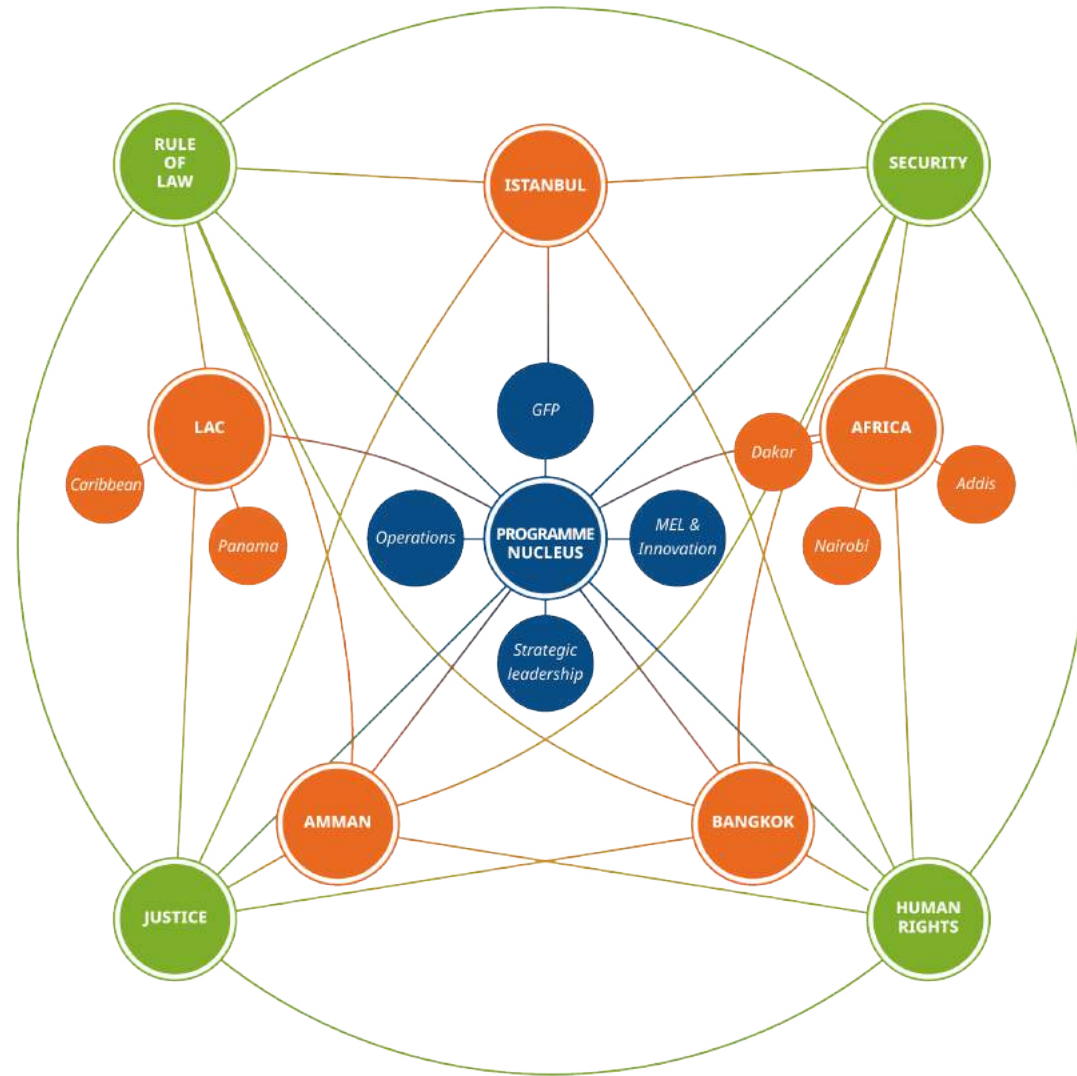 RULE
OF
LAW
SECURITY
ISTANBUL
GFP
LAC
AFRICA
Dakar
Caribbean
Addis
Panama
Nairobi
Operations
PROGRAMME
NUCLEUS
MEL &
Innovation
Strategic
leadership
AMMAN
BANGKOK
JUSTICE
HUMAN
RIGHTS